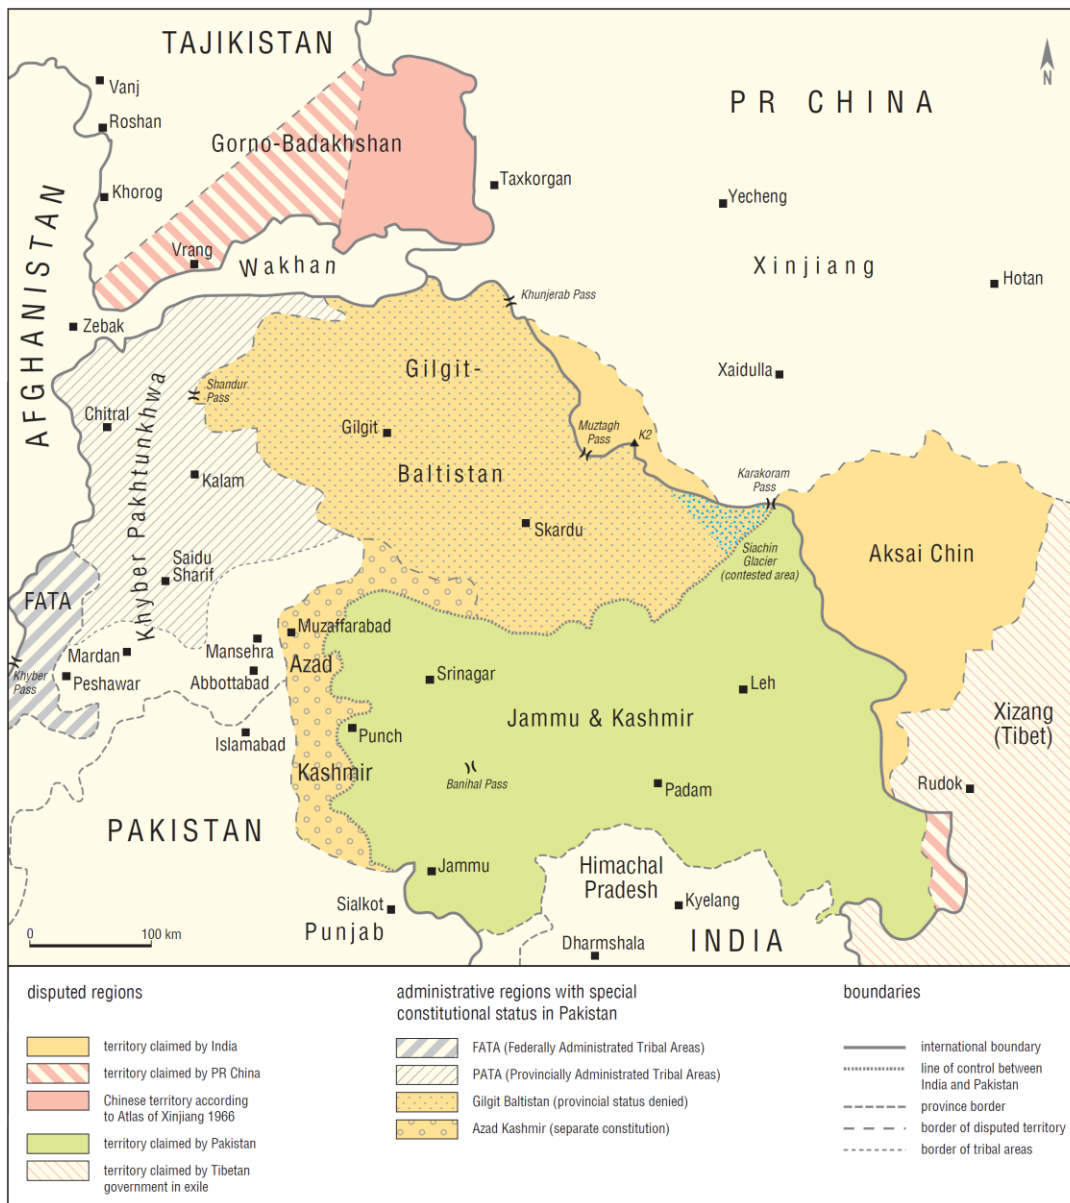 TAJIKISTAN
PR CHINA
N
Vanj
Roshan
Gorno-Badakhshan
Khorog
Taxkorgan
Yecheng
Vrang
Wakhan
Xinjiang
Hotan
AFGHANISTAN
Khunjerab Pass
Zebak
Gilgit-
Xaidulla
Shandur
Pass
Chitral
Gilgit
Muztagh
Pass
K2
Khyber Pakhtunkhwa
Kalam
Baltistan
Karakoram
Pass
Skardu
Siachin
Glacier
(contested area)
Aksai Chin
Saidu
Sharif
FATA
Muzaffarabad
Mansehra
Azad
Mardan
Khyber
Pass
Peshawar
Abbottabad
Srinagar
Leh
Jammu & Kashmir
Xizang
(Tibet)
Islamabad
Punch
Kashmir
Banihal Pass
Padam
Rudok
PAKISTAN
Jammu
Himachal
Pradesh
Sialkot
Kyelang
Punjab
INDIA
Dharmshala
0 100 km
disputed regions
territory claimed by India
territory claimed by PR China
Chinese territory according
to Atlas of Xinjiang 1966
territory claimed by Pakistan
territory claimed by Tibetan
government in exile
administrative regions with special
constitutional status in Pakistan
FATA (Federally Administrated Tribal Areas)
PATA (Provincially Administrated Tribal Areas)
Gilgit Baltistan (provincial status denied)
Azad Kashmir (separate constitution)
boundaries
international boundary
line of control between
India and Pakistan
province border
border of disputed territory
border of tribal areas